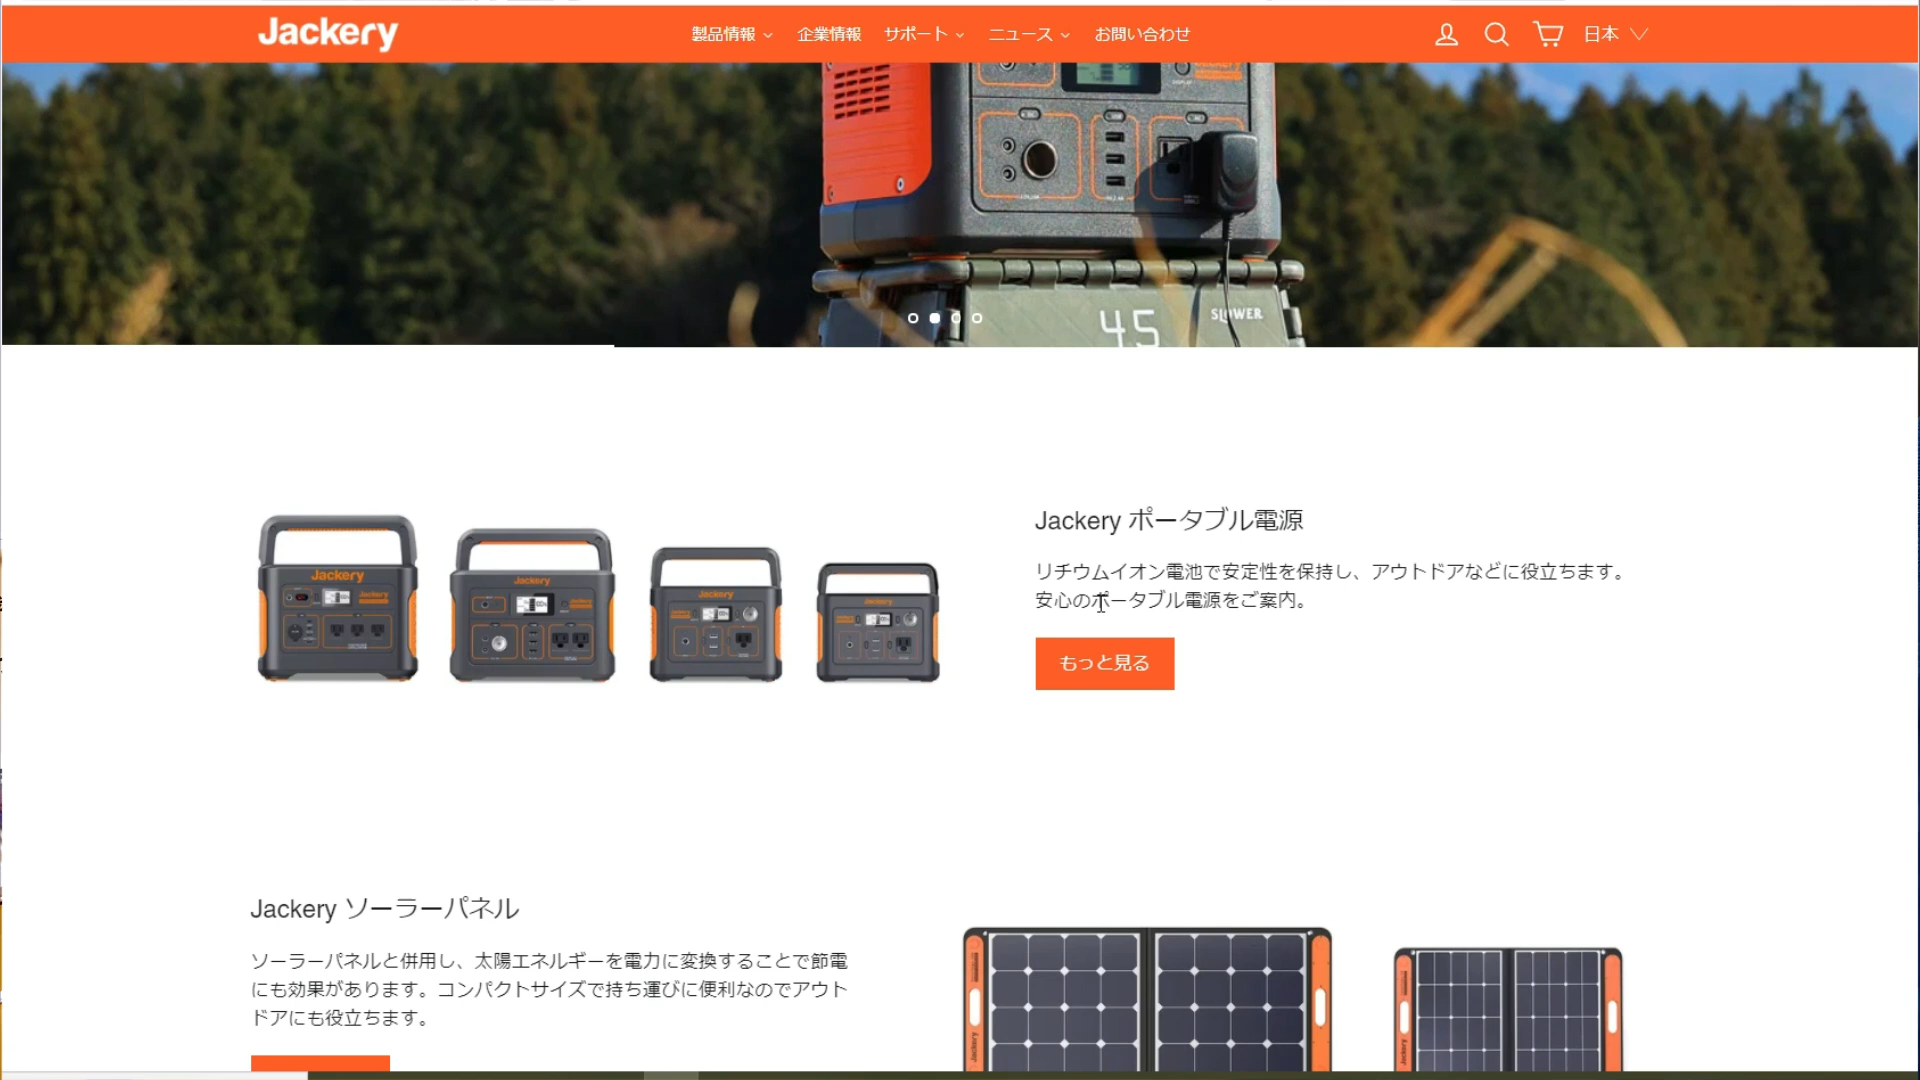 Jackery
製品情報 企業情報 サポート ニュース お問い合わせ
日本
45
SLOWER
Jackery
Jackery
Jackery
Jackery
Jackery ポータブル電源
リチウムイオン電池で安定性を保持し、アウトドアなどに役立ちます。
安心のポータブル電源をご案内。
もっと見る
Jackery ソーラーパネル
ソーラーパネルと併用し、太陽エネルギーを電力に変換することで節電
にも効果があります。コンパクトサイズで持ち運びに便利なのでアウト
ドアにも役立ちます。
Jackery
Jackery